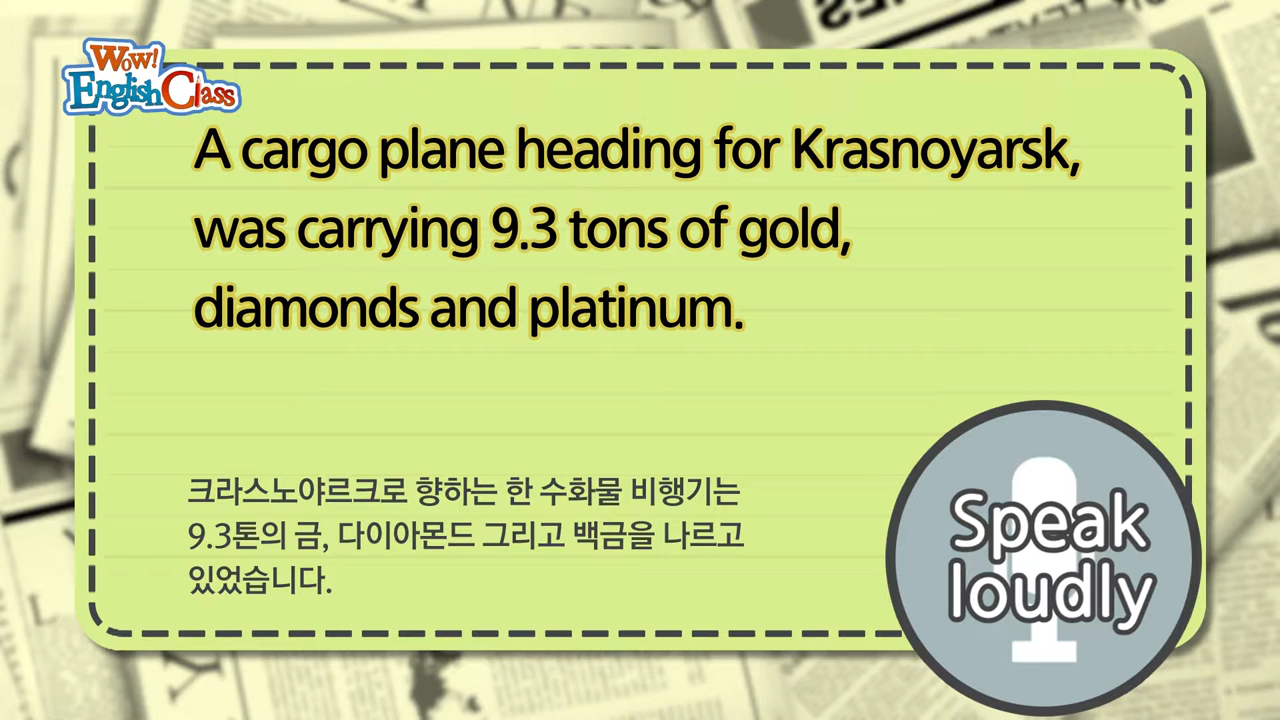 Wow!
English Class
A cargo plane heading for Krasnoyarsk,
was carrying 9.3 tons of gold,
diamonds and platinum.
크라스노야르크로 향하는 한 수화물 비행기는
9.3톤의 금, 다이아몬드 그리고 백금을 나르고
있었습니다.
Speak
loudly